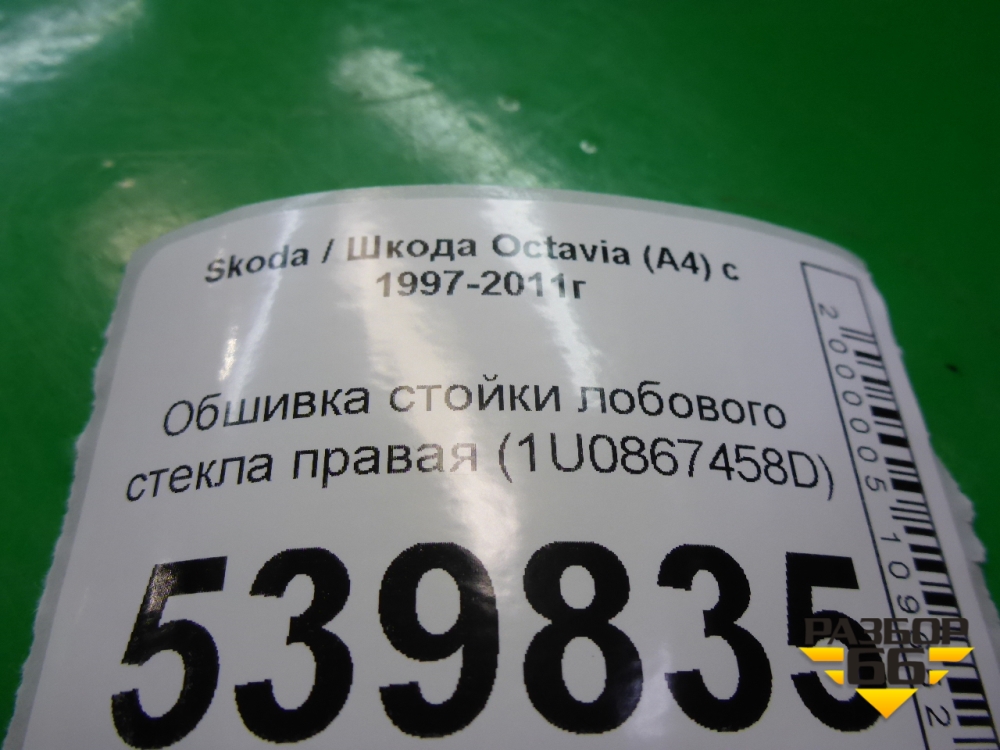 Skoda / Шкода Octavia (A4) с
1997-2011г
Обшивка стойки лобового
стекла правая (1U0867458D)
539835
РАЗБОР
66